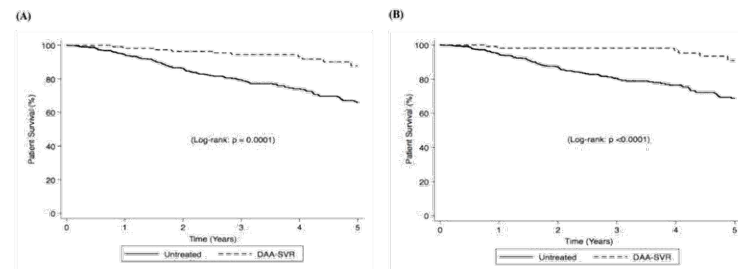 (A)
100
80
60
40
20
0
Patient Survival (%)
(Log-rank: p = 0.0001)
0 1 2 3 4 5
Time (Years)
Untreated DAA-SVR
(B)
100
80
60
40
20
0
Patient Survival (%)
(Log-rank: p <0.0001)
0 1 2 3 4 5
Time (Years)
Untreated DAA-SVR